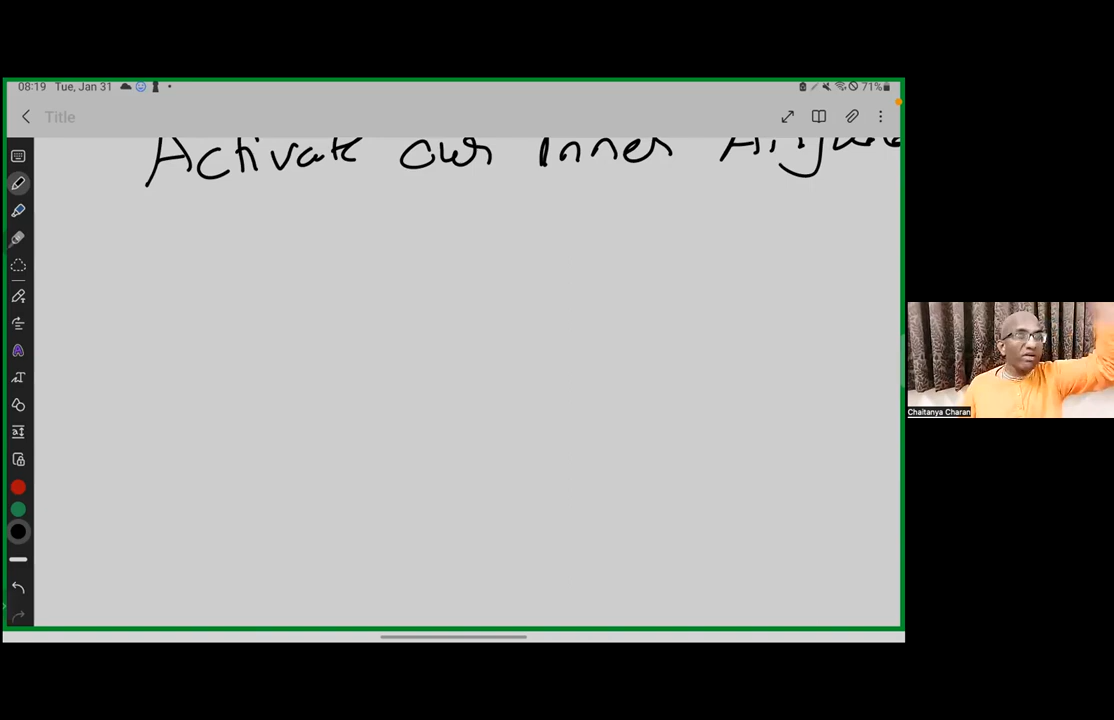 08:19 Tue, Jan 31
71%
Title
Activate our Inner
Chaitanya Charan